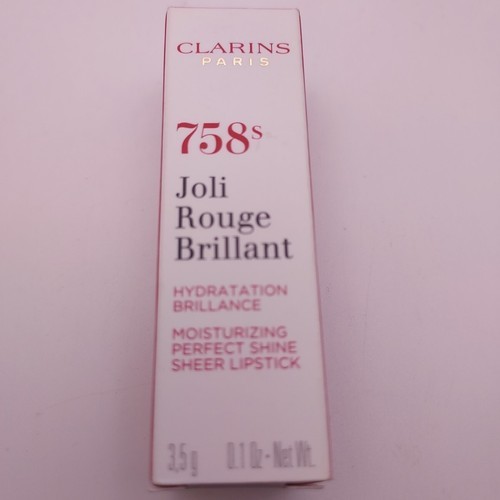 CLARINS
PARIS
758s
Joli
Rouge
Brillant
HYDRATATION
BRILLANCE
MOISTURIZING
PERFECT SHINE
SHEER LIPSTICK
3,5 g 0.1 Oz - Net Wt.